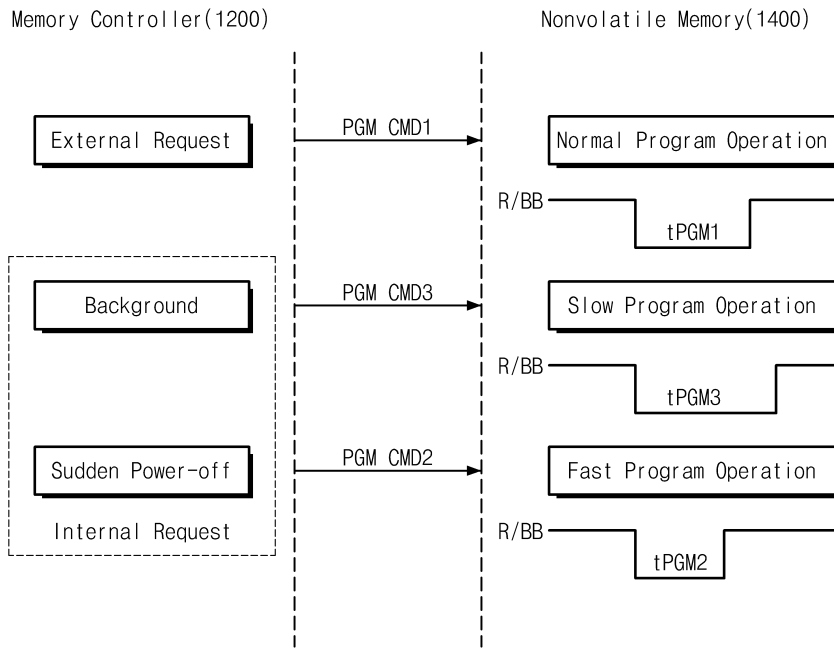 Memory Controller(1200)
Nonvolatile Memory(1400)
External Request
PGM CMD1
Normal Program Operation
R/BB
tPGM1
Background
PGM CMD3
Slow Program Operation
R/BB
tPGM3
Sudden Power-off
PGM CMD2
Fast Program Operation
Internal Request
R/BB
tPGM2